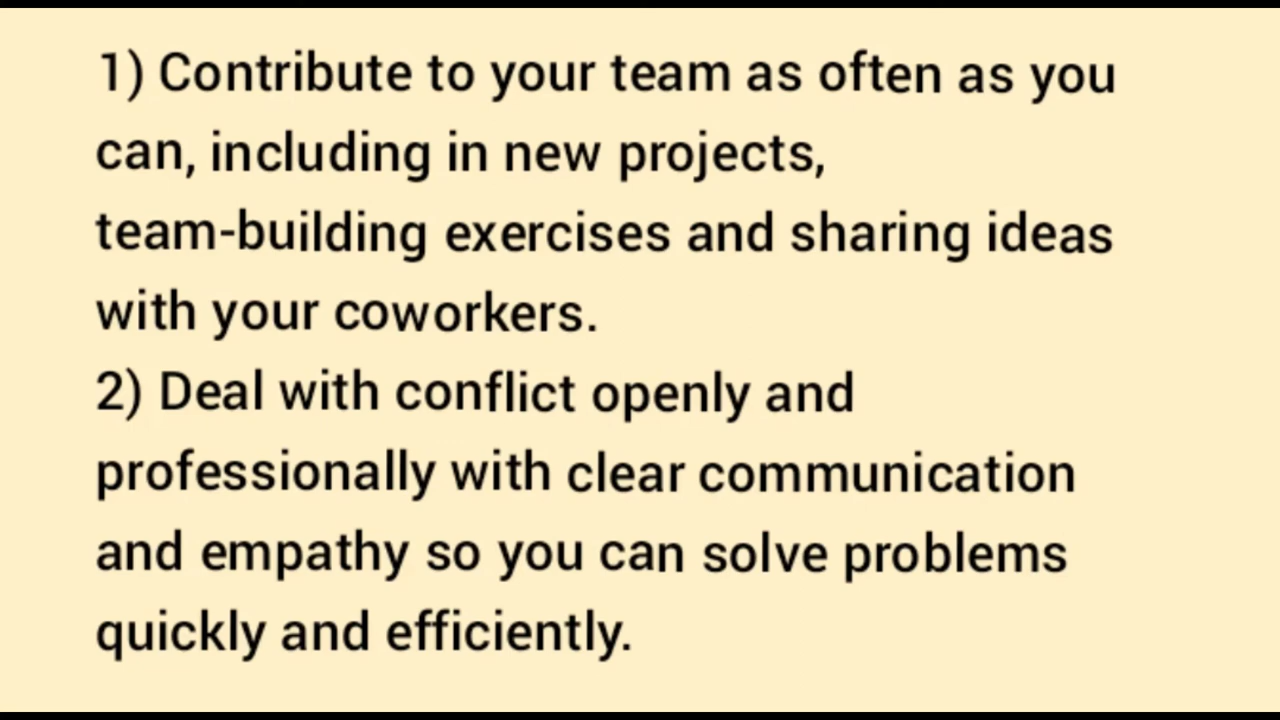 1) Contribute to your team as often as you
can, including in new projects,
team-building exercises and sharing ideas
with your coworkers.
2) Deal with conflict openly and
professionally with clear communication
and empathy so you can solve problems
quickly and efficiently.